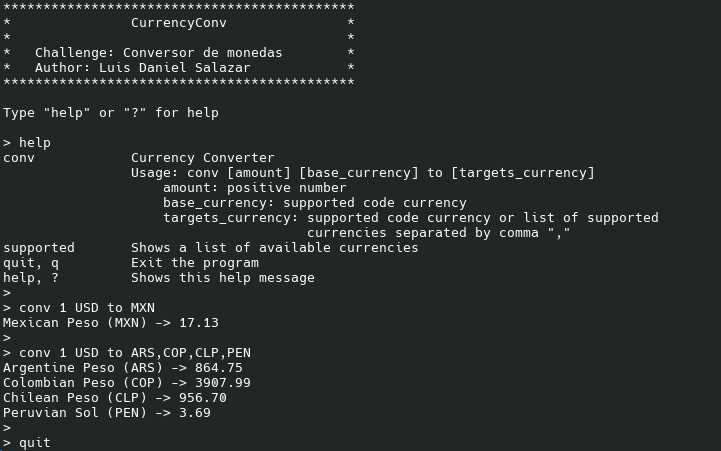 ********************************************
*               CurrencyConv               *
*                                          *
*   Challenge: Conversor de monedas        *
*   Author: Luis Daniel Salazar            *
********************************************
Type "help" or "?" for help
> help
conv            Currency Converter
                Usage: conv [amount] [base_currency] to [targets_currency]
                    amount: positive number
                    base_currency: supported code currency
                    targets_currency: supported code currency or list of supported
                                      currencies separated by comma ","
supported       Shows a list of available currencies
quit, q         Exit the program
help, ?         Shows this help message
>
> conv 1 USD to MXN
Mexican Peso (MXN) -> 17.13
>
> conv 1 USD to ARS,COP,CLP,PEN
Argentine Peso (ARS) -> 864.75
Colombian Peso (COP) -> 3907.99
Chilean Peso (CLP) -> 956.70
Peruvian Sol (PEN) -> 3.69
>
> quit